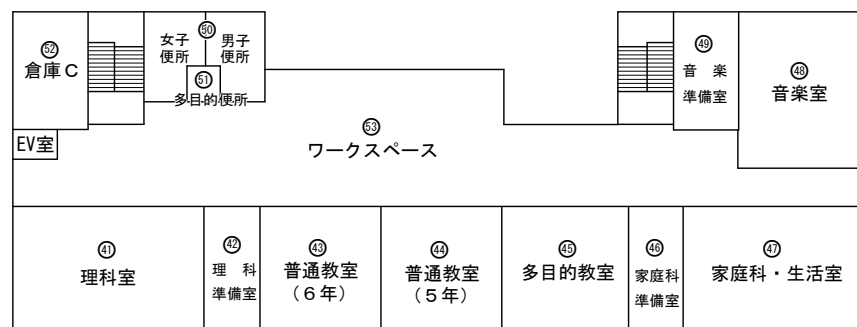 ㊿
女子
便所
男子
便所
㊾
音　楽
準備室
㊽
音楽室
52
倉庫C
51
多目的便所
EV室
53
ワークスペース
㊶
理科室
㊷
理　科
準備室
㊸
普通教室
(６年)
㊹
普通教室
(５年)
㊺
多目的教室
㊻
家庭科
準備室
㊼
家庭科・生活室